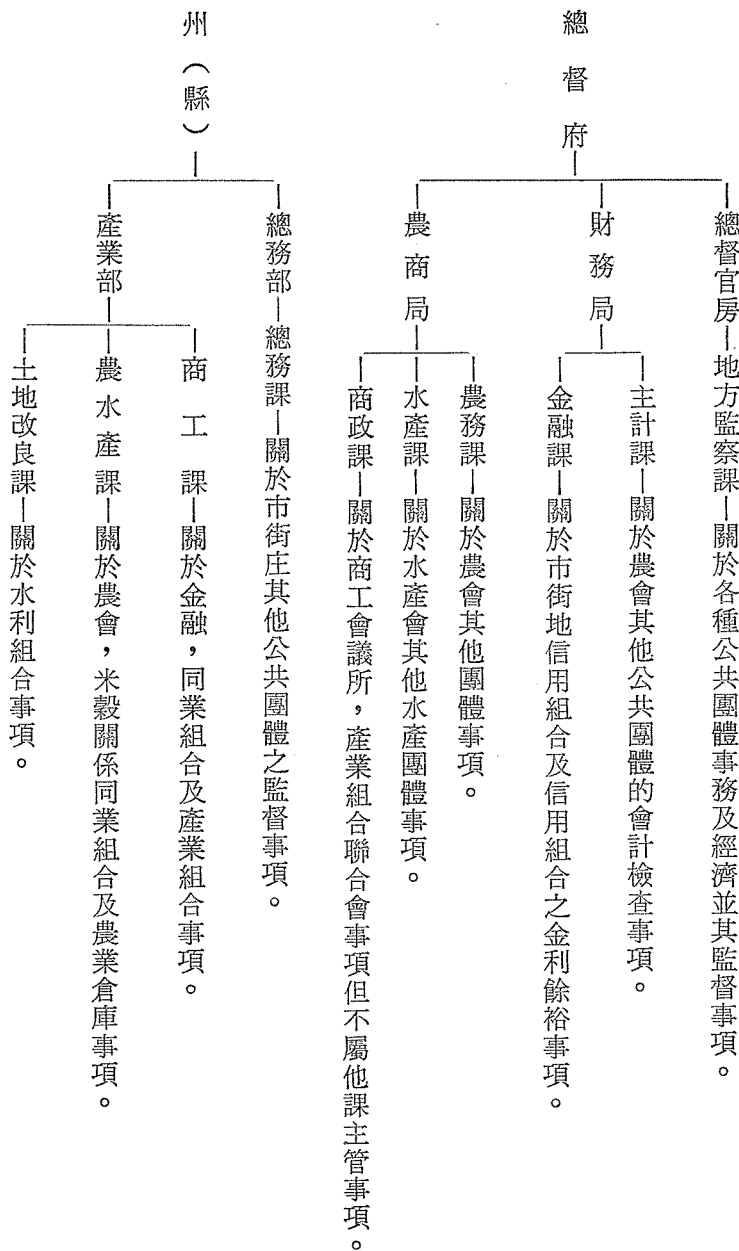 總督府
總督官房—地方監察課—關於各種公共團體事務及經濟並其監督事項。
財務局
主計課—關於農會其他公共團體的會計檢查事項。
金融課—關於市街地信用組合及信用組合之金利餘裕事項。
農商局
農務課—關於農會其他團體事項。
水產課—關於水產會其他水產團體事項。
商政課—關於商工會議所，產業組合聯合會事項但不屬他課主管事項。
州（縣）
總務部—總務課—關於市街庄其他公共團體之監督事項。
產業部
商工課—關於金融，同業組合及產業組合事項。
農水產課—關於農會，米穀關係同業組合及農業倉庫事項。
土地改良課—關於水利組合事項。